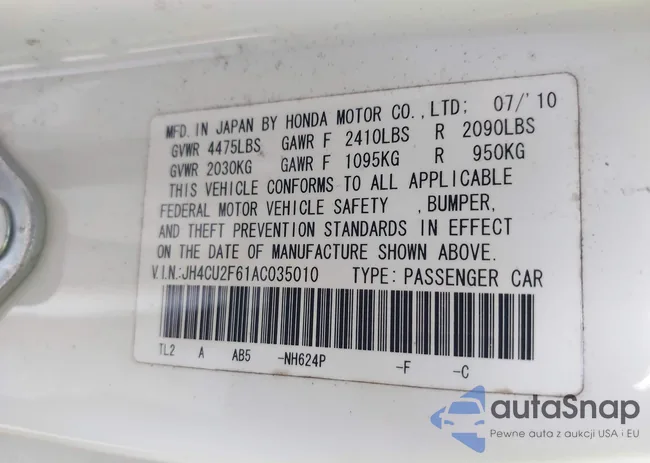 MFD. IN JAPAN BY HONDA MOTOR CO., LTD: 07/'10
GVWR 4475LBS GAWR F 2410LBS R 2090LBS
GVWR 2030KG GAWR F 1095KG R 950KG
THIS VEHICLE CONFORMS TO ALL APPLICABLE
FEDERAL MOTOR VEHICLE SAFETY , BUMPER,
AND THEFT PREVENTION STANDARDS IN EFFECT
ON THE DATE OF MANUFACTURE SHOWN ABOVE.
V.I.N.:JH4CU2F61AC035010 TYPE: PASSENGER CAR
TL2 A AB5 -NH624P -F -C
autoSnap
Pewne auta z aukcji USA i EU